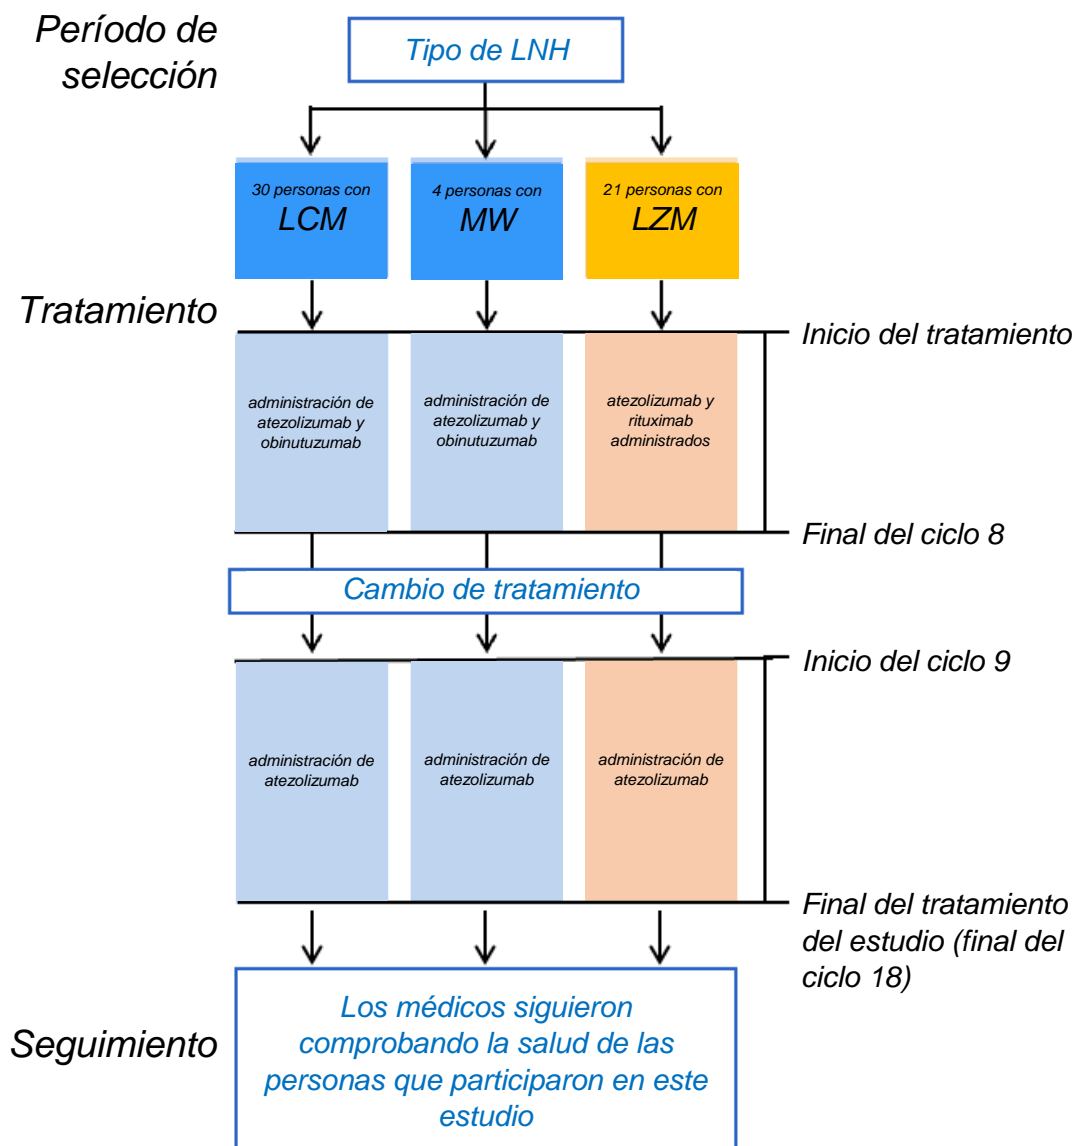 Período de
selección
Tipo de LNH
30 personas con
LCM
4 personas con
MW
21 personas con
LZM
Tratamiento
Inicio del tratamiento
administración de
atezolizumab y
obinutuzumab
administración de
atezolizumab y
obinutuzumab
atezolizumab y
rituximab
administrados
Final del ciclo 8
Cambio de tratamiento
Inicio del ciclo 9
administración de
atezolizumab
administración de
atezolizumab
administración de
atezolizumab
Final del tratamiento
del estudio (final del
ciclo 18)
Seguimiento
Los médicos siguieron
comprobando la salud de las
personas que participaron en este
estudio